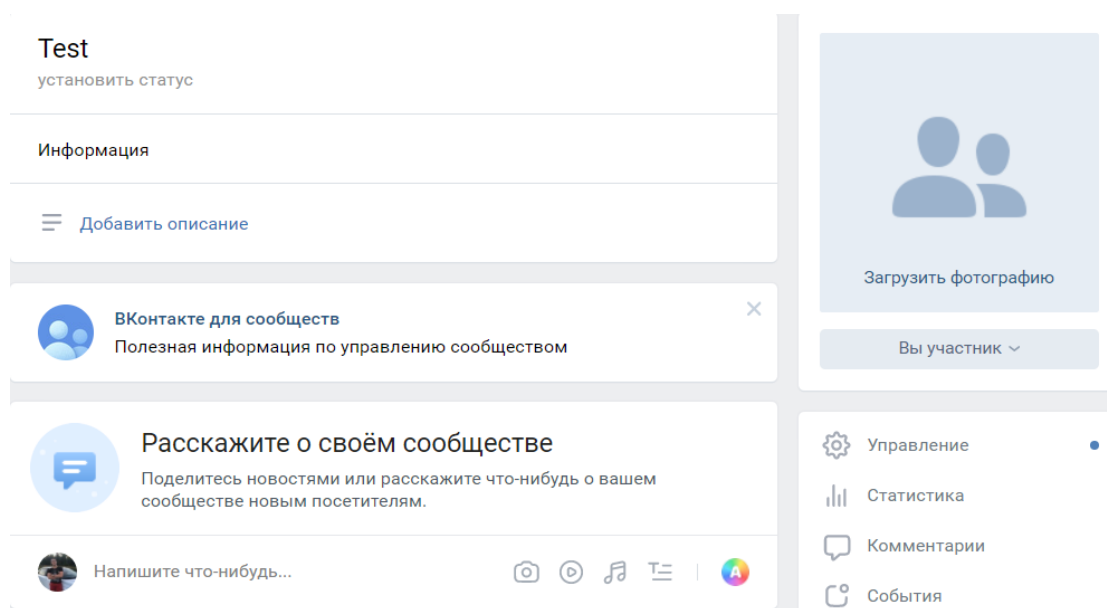 Test
установить статус
Информация
Добавить описание
ВКонтакте для сообществ
Полезная информация по управлению сообществом
Расскажите о своём сообществе
Поделитесь новостями или расскажите что-нибудь о вашем
сообществе новым посетителям.
Напишите что-нибудь...
Загрузить фотографию
Вы участник
Управление
Статистика
Комментарии
События